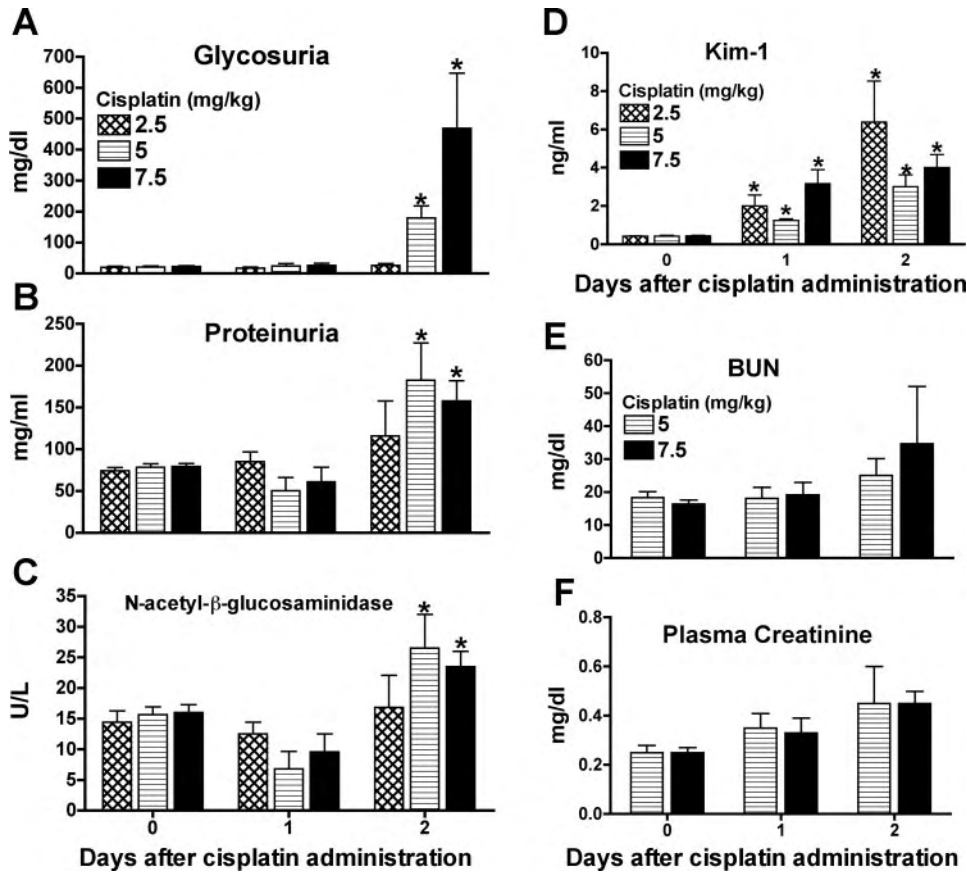 A
Glycosuria
700
600
500
400
300
200
100
0
mg/dl
Cisplatin (mg/kg)
2.5
5
7.5
*
*
B
Proteinuria
250
200
150
100
50
0
mg/ml
*
*
C
N-acetyl-β-glucosaminidase
35
30
25
20
15
10
5
0
U/L
*
*
0 1 2
Days after cisplatin administration
D
Kim-1
10
8
6
4
2
0
ng/ml
Cisplatin (mg/kg)
2.5
5
7.5
*
*
*
*
*
*
0 1 2
Days after cisplatin administration
E
BUN
60
50
40
30
20
10
0
mg/dl
Cisplatin (mg/kg)
5
7.5
F
Plasma Creatinine
0.8
0.6
0.4
0.2
0.0
mg/dl
0 1 2
Days after cisplatin administration